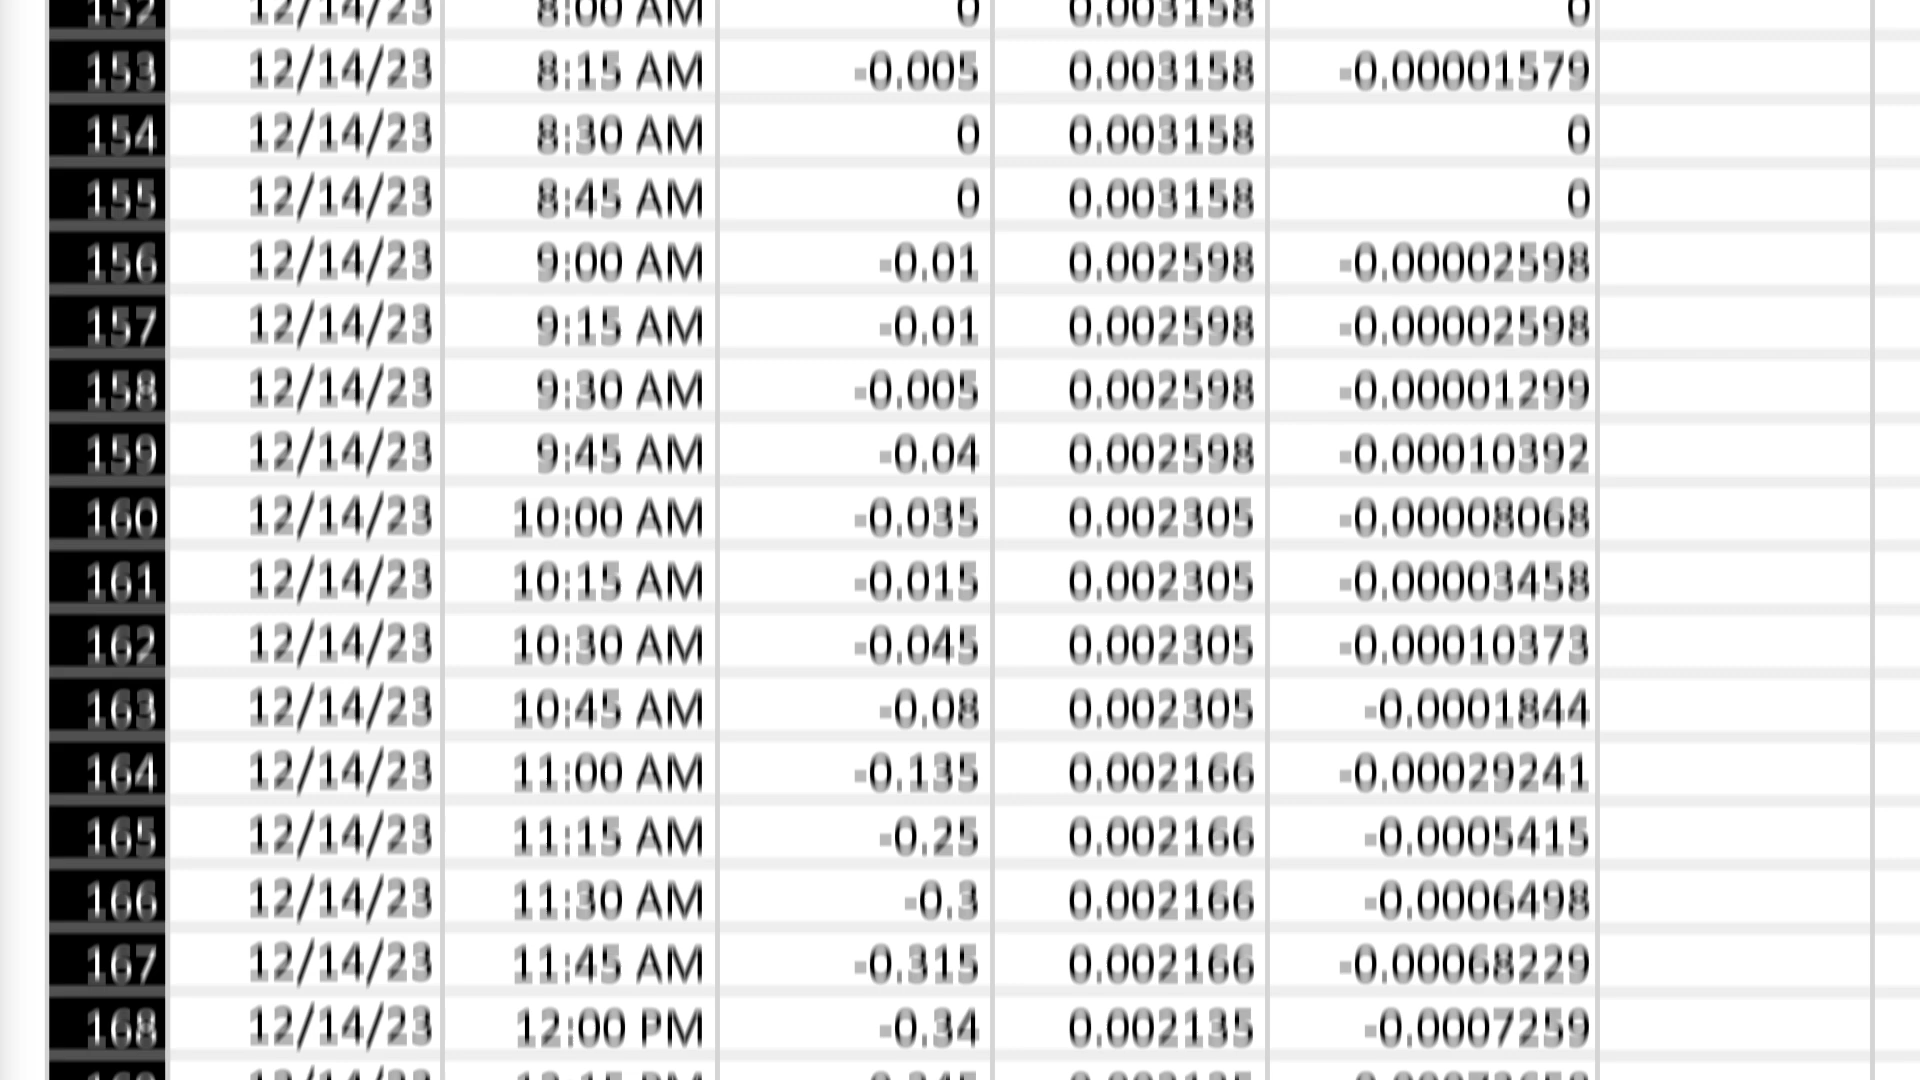 152 12/14/23 8:00 AM 0 0.003158 0
153 12/14/23 8:15 AM -0.005 0.003158 -0.00001579
154 12/14/23 8:30 AM 0 0.003158 0
155 12/14/23 8:45 AM 0 0.003158 0
156 12/14/23 9:00 AM -0.01 0.002598 -0.00002598
157 12/14/23 9:15 AM -0.01 0.002598 -0.00002598
158 12/14/23 9:30 AM -0.005 0.002598 -0.00001299
159 12/14/23 9:45 AM -0.04 0.002598 -0.00010392
160 12/14/23 10:00 AM -0.035 0.002305 -0.00008068
161 12/14/23 10:15 AM -0.015 0.002305 -0.00003458
162 12/14/23 10:30 AM -0.045 0.002305 -0.00010373
163 12/14/23 10:45 AM -0.08 0.002305 -0.0001844
164 12/14/23 11:00 AM -0.135 0.002166 -0.00029241
165 12/14/23 11:15 AM -0.25 0.002166 -0.0005415
166 12/14/23 11:30 AM -0.3 0.002166 -0.0006498
167 12/14/23 11:45 AM -0.315 0.002166 -0.00068229
168 12/14/23 12:00 PM -0.34 0.002135 -0.0007259